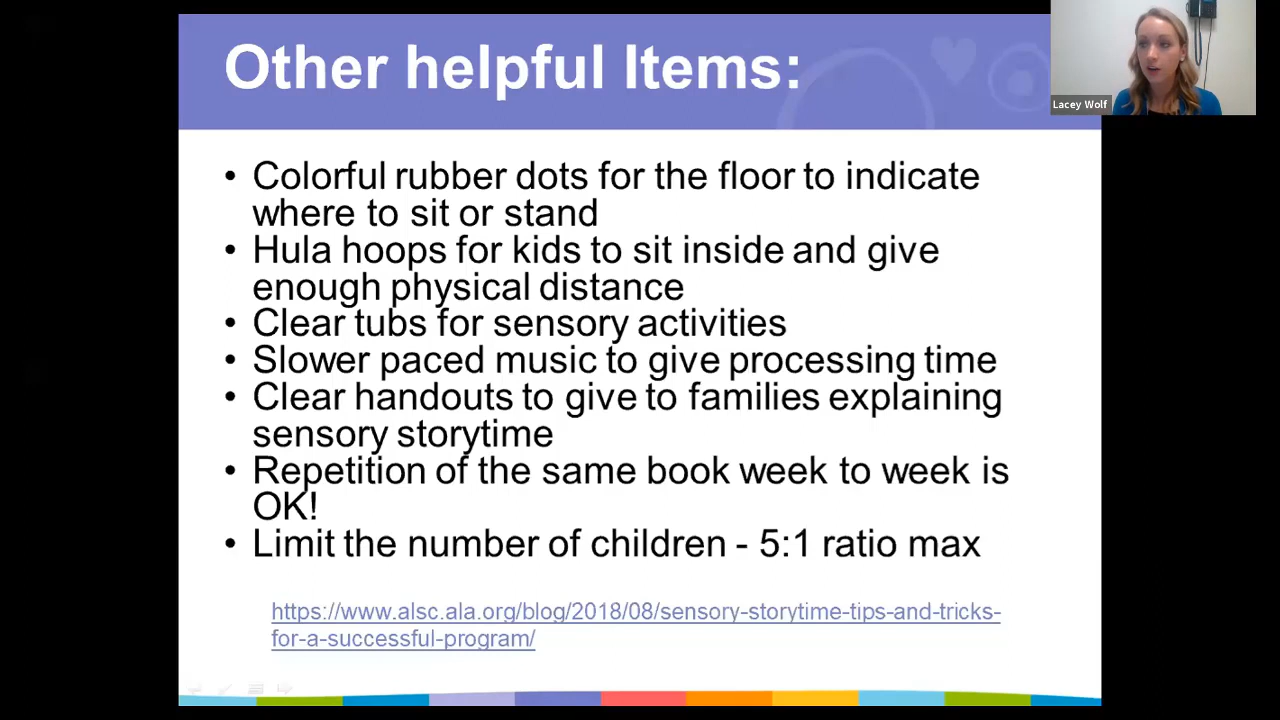 Other helpful Items:
Lacey Wolf
• Colorful rubber dots for the floor to indicate
where to sit or stand
• Hula hoops for kids to sit inside and give
enough physical distance
• Clear tubs for sensory activities
• Slower paced music to give processing time
• Clear handouts to give to families explaining
sensory storytime
• Repetition of the same book week to week is
OK!
• Limit the number of children - 5:1 ratio max
https://www.alsc.ala.org/blog/2018/08/sensory-storytime-tips-and-tricks-
for-a-successful-program/